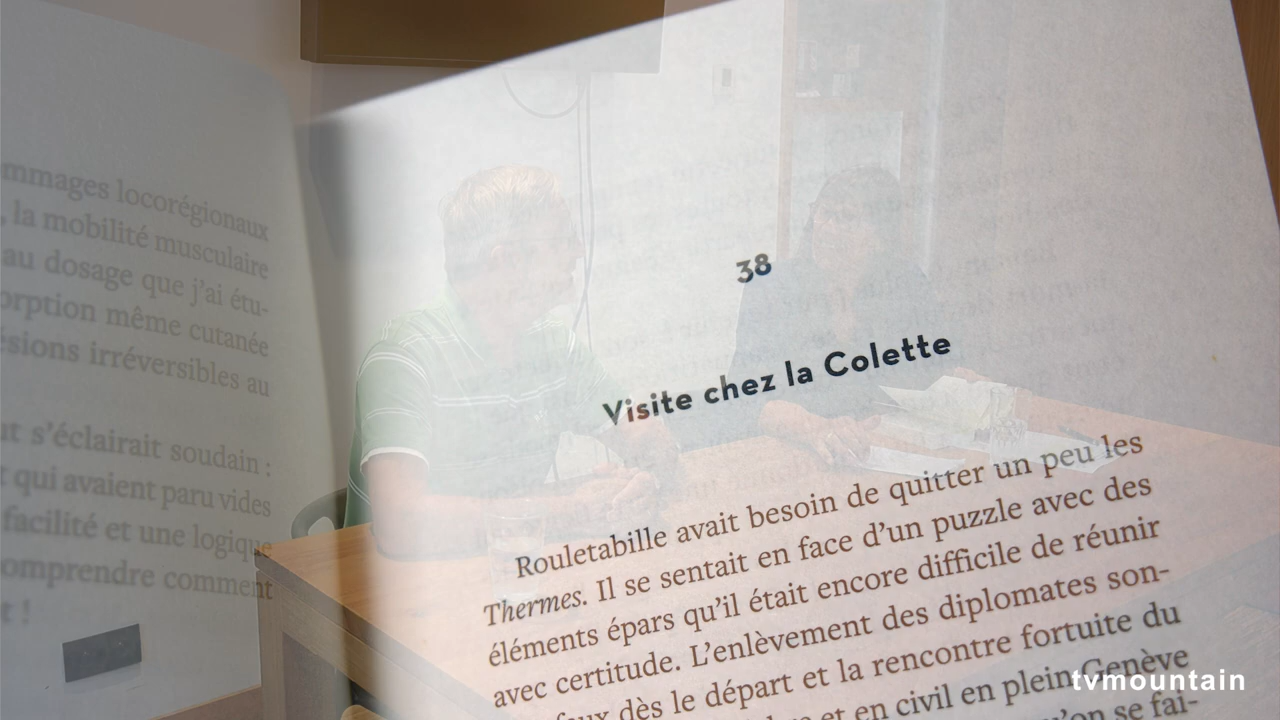 mmages locorégionaux
, la mobilité musculaire
au dosage que j'ai étu-
orption même cutanée
ésions irréversibles au
ut s'éclairait soudain :
t qui avaient paru vides
facilité et une logique
omprendre comment
t !
38
Visite chez la Colette
Rouletabille avait besoin de quitter un peu les
Thermes. Il se sentait en face d'un puzzle avec des
éléments épars qu'il était encore difficile de réunir
avec certitude. L'enlèvement des diplomates son-
faux dès le départ et la rencontre fortuite du
et en civil en plein Genève
u'on se fai-
tvmountain